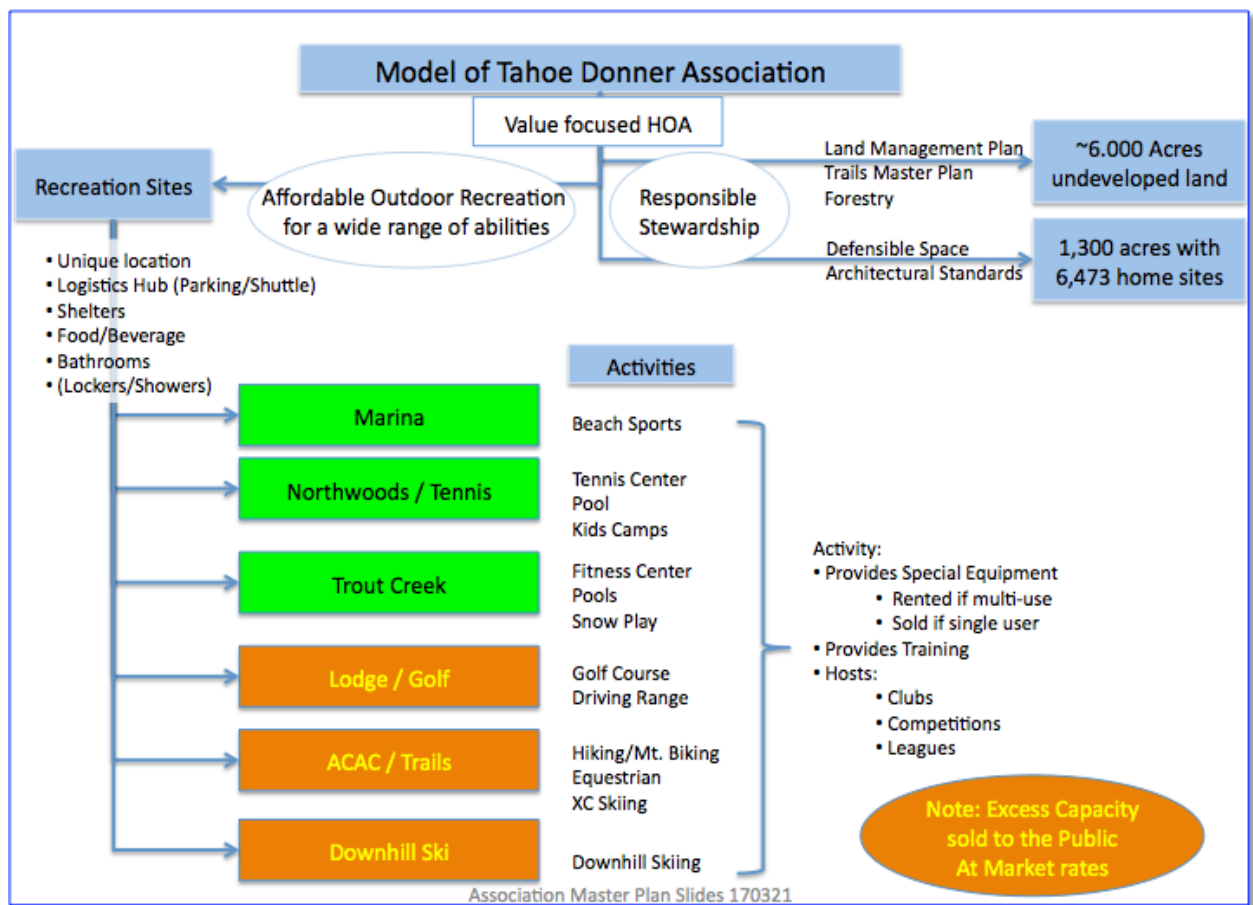 Model of Tahoe Donner Association
Value focused HOA
Recreation Sites
Affordable Outdoor Recreation
for a wide range of abilities
Responsible
Stewardship
Land Management Plan
Trails Master Plan
Forestry
~6.000 Acres
undeveloped land
Defensible Space
Architectural Standards
1,300 acres with
6,473 home sites
• Unique location
• Logistics Hub (Parking/Shuttle)
• Shelters
• Food/Beverage
• Bathrooms
• (Lockers/Showers)
Activities
Marina
Beach Sports
Northwoods / Tennis
Tennis Center
Pool
Kids Camps
Trout Creek
Fitness Center
Pools
Snow Play
Lodge / Golf
Golf Course
Driving Range
ACAC / Trails
Hiking/Mt. Biking
Equestrian
XC Skiing
Downhill Ski
Downhill Skiing
Activity:
• Provides Special Equipment
• Rented if multi-use
• Sold if single user
• Provides Training
• Hosts:
• Clubs
• Competitions
• Leagues
Note: Excess Capacity
sold to the Public
At Market rates
Association Master Plan Slides 170321